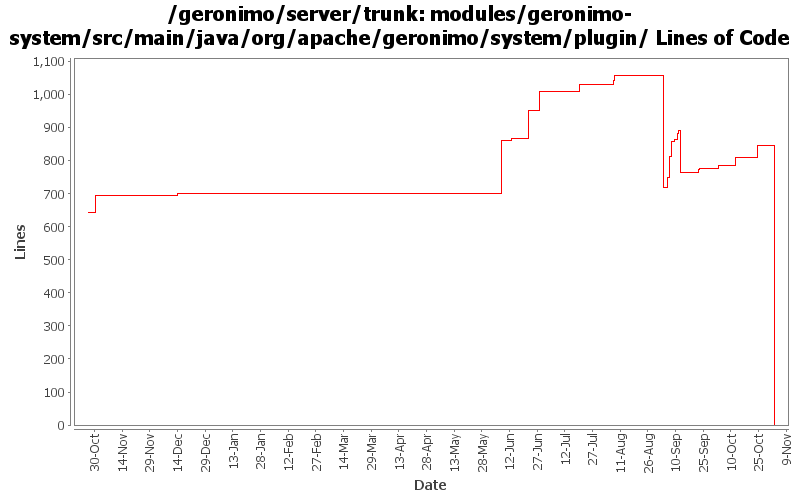 /geronimo/server/trunk: modules/geronimo-
system/src/main/java/org/apache/geronimo/system/plugin/ Lines of Code
1,100
1,000
900
800
700
600
500
400
300
200
100
0
Lines
30-Oct
14-Nov
29-Nov
14-Dec
29-Dec
13-Jan
28-Jan
12-Feb
27-Feb
14-Mar
29-Mar
13-Apr
28-Apr
13-May
28-May
12-Jun
27-Jun
12-Jul
27-Jul
11-Aug
26-Aug
10-Sep
25-Sep
10-Oct
25-Oct
9-Nov
Date